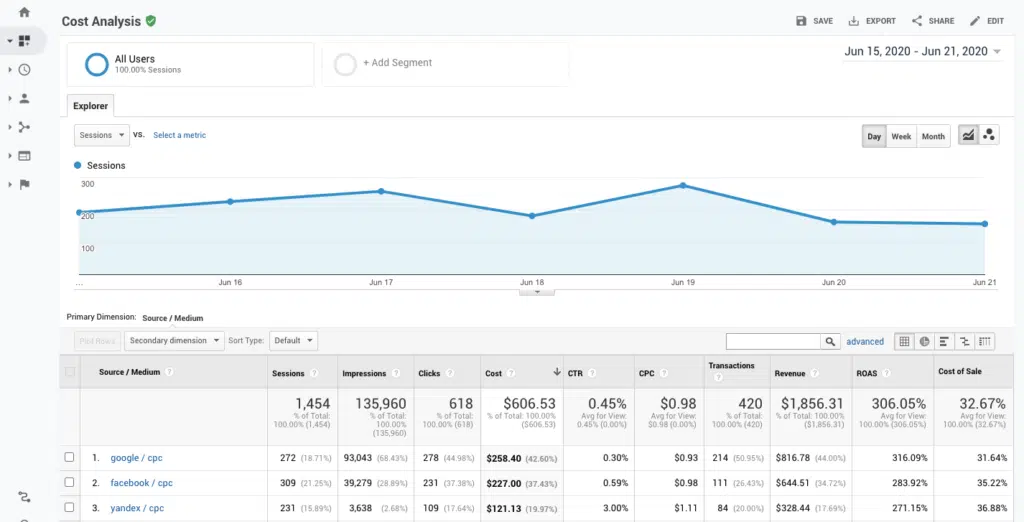 Cost Analysis
SAVE EXPORT SHARE EDIT
All Users
100.00% Sessions
+ Add Segment
Jun 15, 2020 - Jun 21, 2020
Explorer
Sessions VS. Select a metric
Day Week Month
Sessions
300
200
100
... Jun 16 Jun 17 Jun 18 Jun 19 Jun 20 Jun 21
Primary Dimension: Source / Medium
Plot Rows Secondary dimension Sort Type: Default advanced
Source / Medium ? Sessions ? Impressions ? Clicks ? Cost ? CTR ? CPC ? Transactions ? Revenue ? ROAS ? Cost of Sale
1,454 135,960 618 $606.53 0.45% $0.98 420 $1,856.31 306.05% 32.67%
% of Total: % of Total: % of Total: % of Total: 100.00% Avg for View: Avg for View: % of Total: % of Total: 100.00% Avg for View: Avg for View:
100.00% (1,454) 100.00% 100.00% (618) ($606.53) 0.45% (0.00%) $0.98 (0.00%) 100.00% (420) ($1,856.31) 306.05% (0.00%) 32.67% (0.00%)
(135,960)
1. google / cpc 272 (18.71%) 93,043 (68.43%) 278 (44.98%) $258.40 (42.60%) 0.30% $0.93 214 (50.95%) $816.78 (44.00%) 316.09% 31.64%
2. facebook / cpc 309 (21.25%) 39,279 (28.89%) 231 (37.38%) $227.00 (37.43%) 0.59% $0.98 111 (26.43%) $644.51 (34.72%) 283.92% 35.22%
3. yandex / cpc 231 (15.89%) 3,638 (2.68%) 109 (17.64%) $121.13 (19.97%) 3.00% $1.11 84 (20.00%) $328.44 (17.69%) 271.15% 36.88%